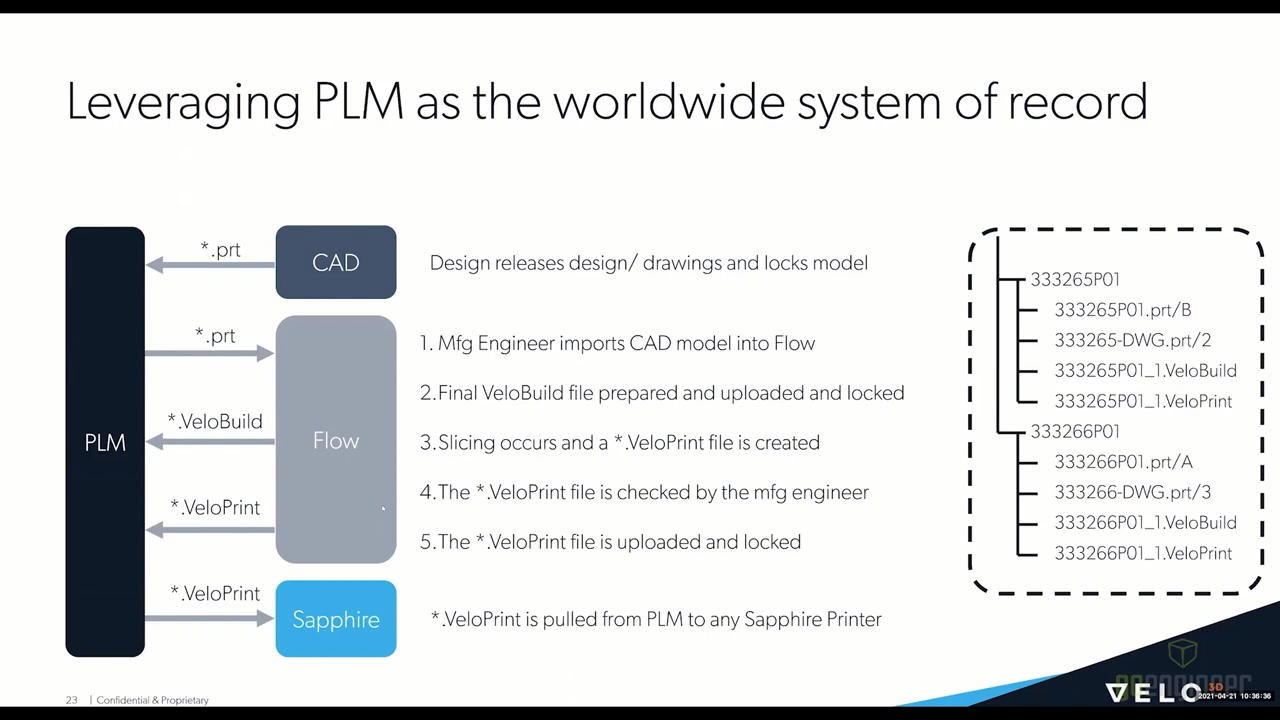 Leveraging PLM as the worldwide system of record
PLM
*.prt
CAD
Design releases design/ drawings and locks model
*.prt
*.VeloBuild
*.VeloPrint
Flow
1. Mfg Engineer imports CAD model into Flow
2.Final VeloBuild file prepared and uploaded and locked
3.Slicing occurs and a *.VeloPrint file is created
4.The *.VeloPrint file is checked by the mfg engineer
5.The *.VeloPrint file is uploaded and locked
*.VeloPrint
Sapphire
*.VeloPrint is pulled from PLM to any Sapphire Printer
333265P01
333265P01.prt/B
333265-DWG.prt/2
333265P01_1.VeloBuild
333265P01_1.VeloPrint
333266P01
333266P01.prt/A
333266-DWG.prt/3
333266P01_1.VeloBuild
333266P01_1.VeloPrint
23 | Confidential & Proprietary
VELO 3D
2021-04-21 10:36:36